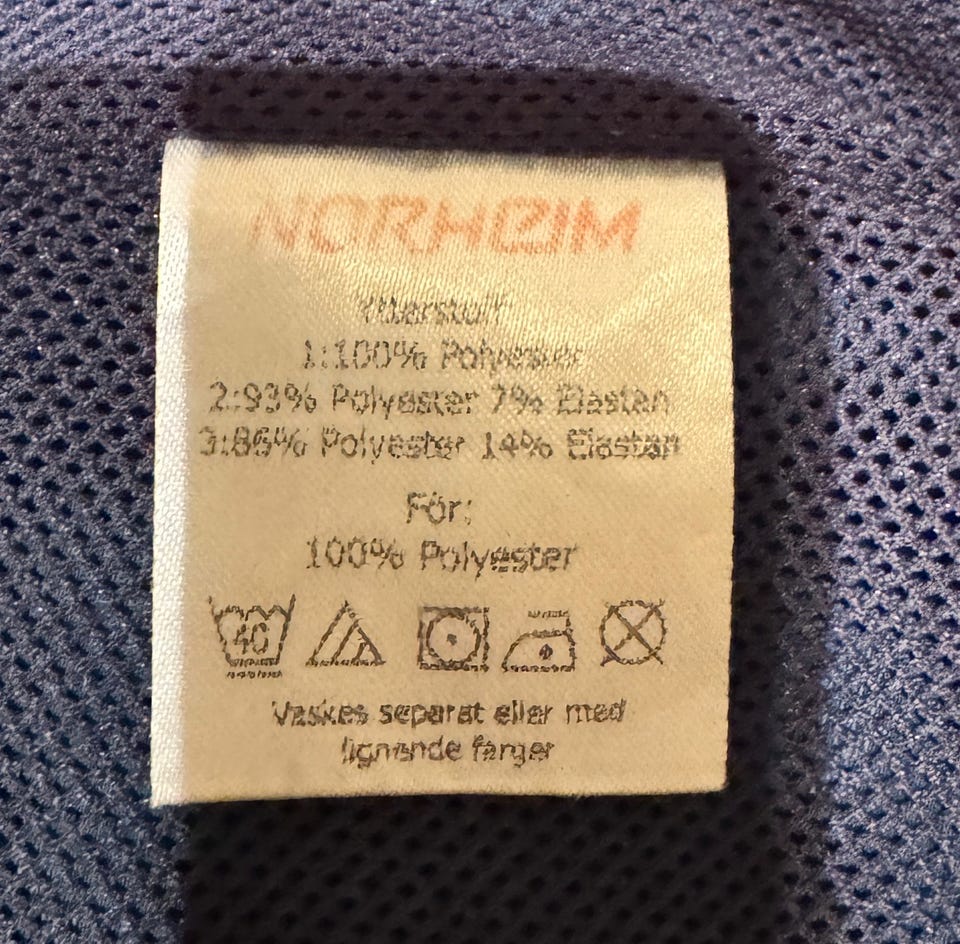 NORHEIM
Ytterstoff:
1:100% Polyester
2:93% Polyester 7% Elastan
3:86% Polyester 14% Elastan
Fór:
100% Polyester
40
Vaskes separat eller med
lignende farger